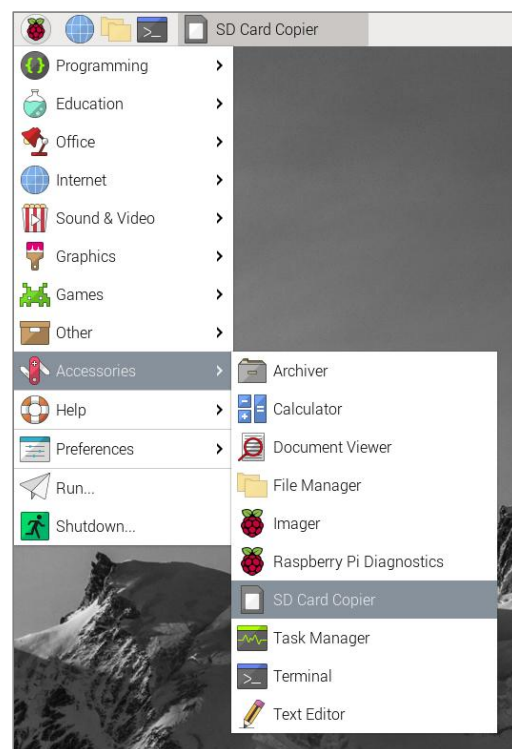 SD Card Copier
Programming
Education
Office
Internet
Sound & Video
Graphics
Games
Other
Accessories
Help
Preferences
Run...
Shutdown...
Archiver
Calculator
Document Viewer
File Manager
Imager
Raspberry Pi Diagnostics
SD Card Copier
Task Manager
Terminal
Text Editor